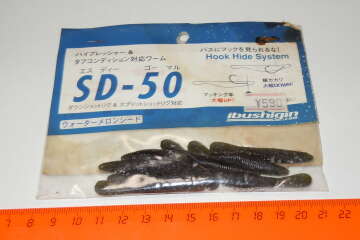 ハイプレッシャー&
タフコンディション対応ワーム
エスディー ゴーマル
SD-50
ダウンショットリグ&スプリットショットリグ対応
ウォーターメロンシード
バスにフックを見られるな!
Hook Hide System
¥590
ibushigin
7 8 9 10 11 12 13 14 15 16 17 18 19 20 21 22